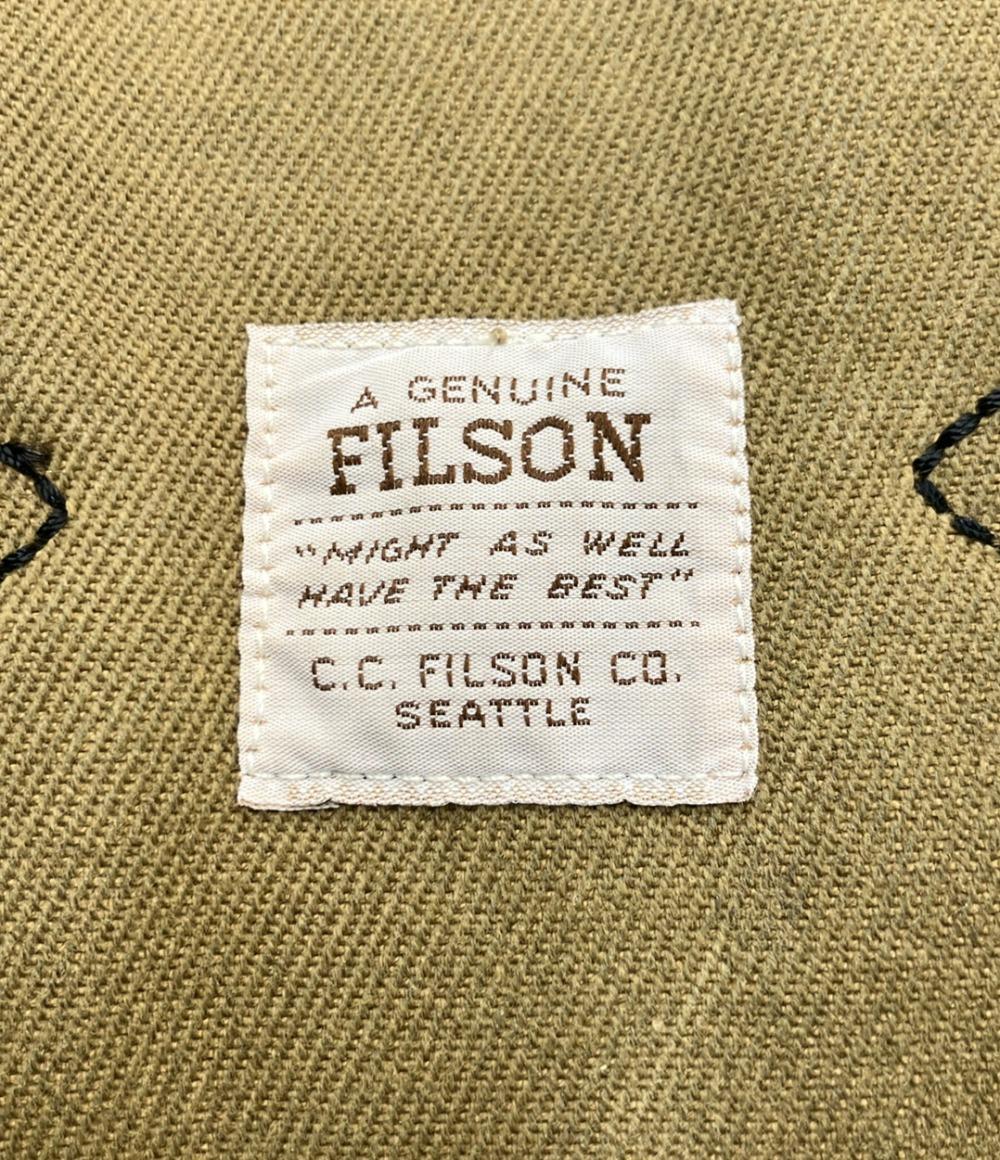 A GENUINE
FILSON
"MIGHT AS WELL
HAVE THE BEST"
C.C. FILSON CO.
SEATTLE